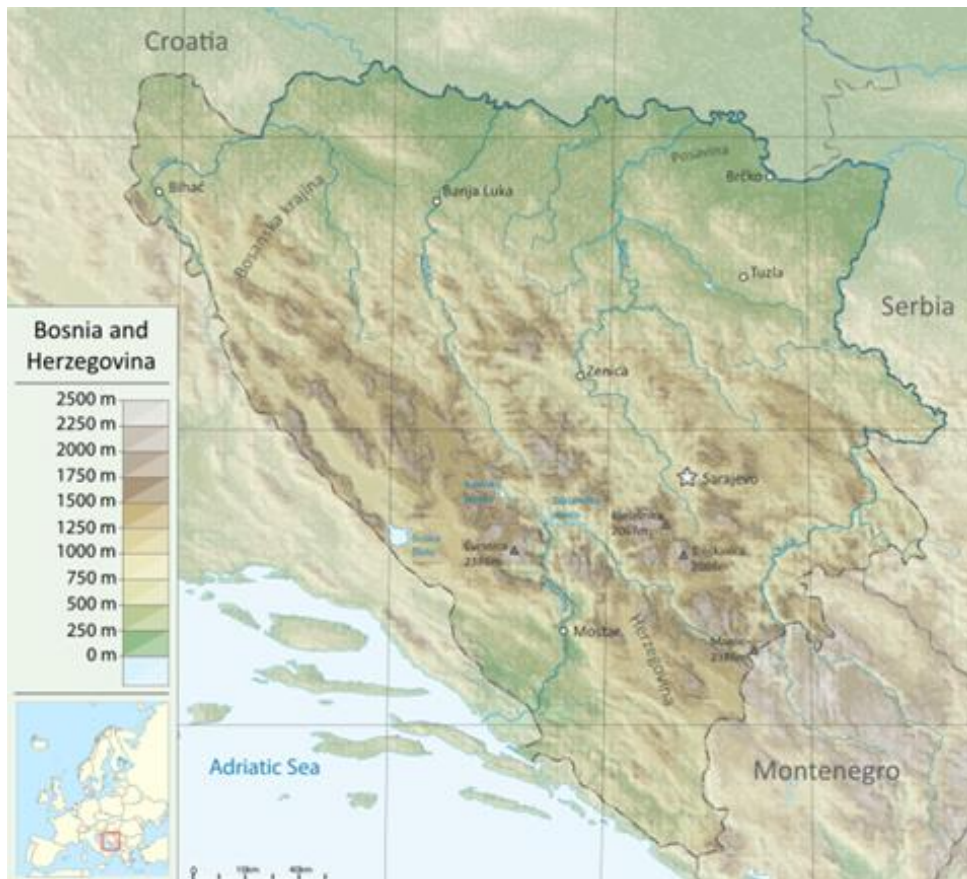 Croatia
Posavina
Brčko
Bihać
Banja Luka
Bosanska krajina
Tuzla
Serbia
Bosnia and
Herzegovina
2500 m
2250 m
2000 m
1750 m
1500 m
1250 m
1000 m
750 m
500 m
250 m
0 m
Zenica
Sarajevo
Mostar
Herzegovina
Adriatic Sea
Montenegro
0